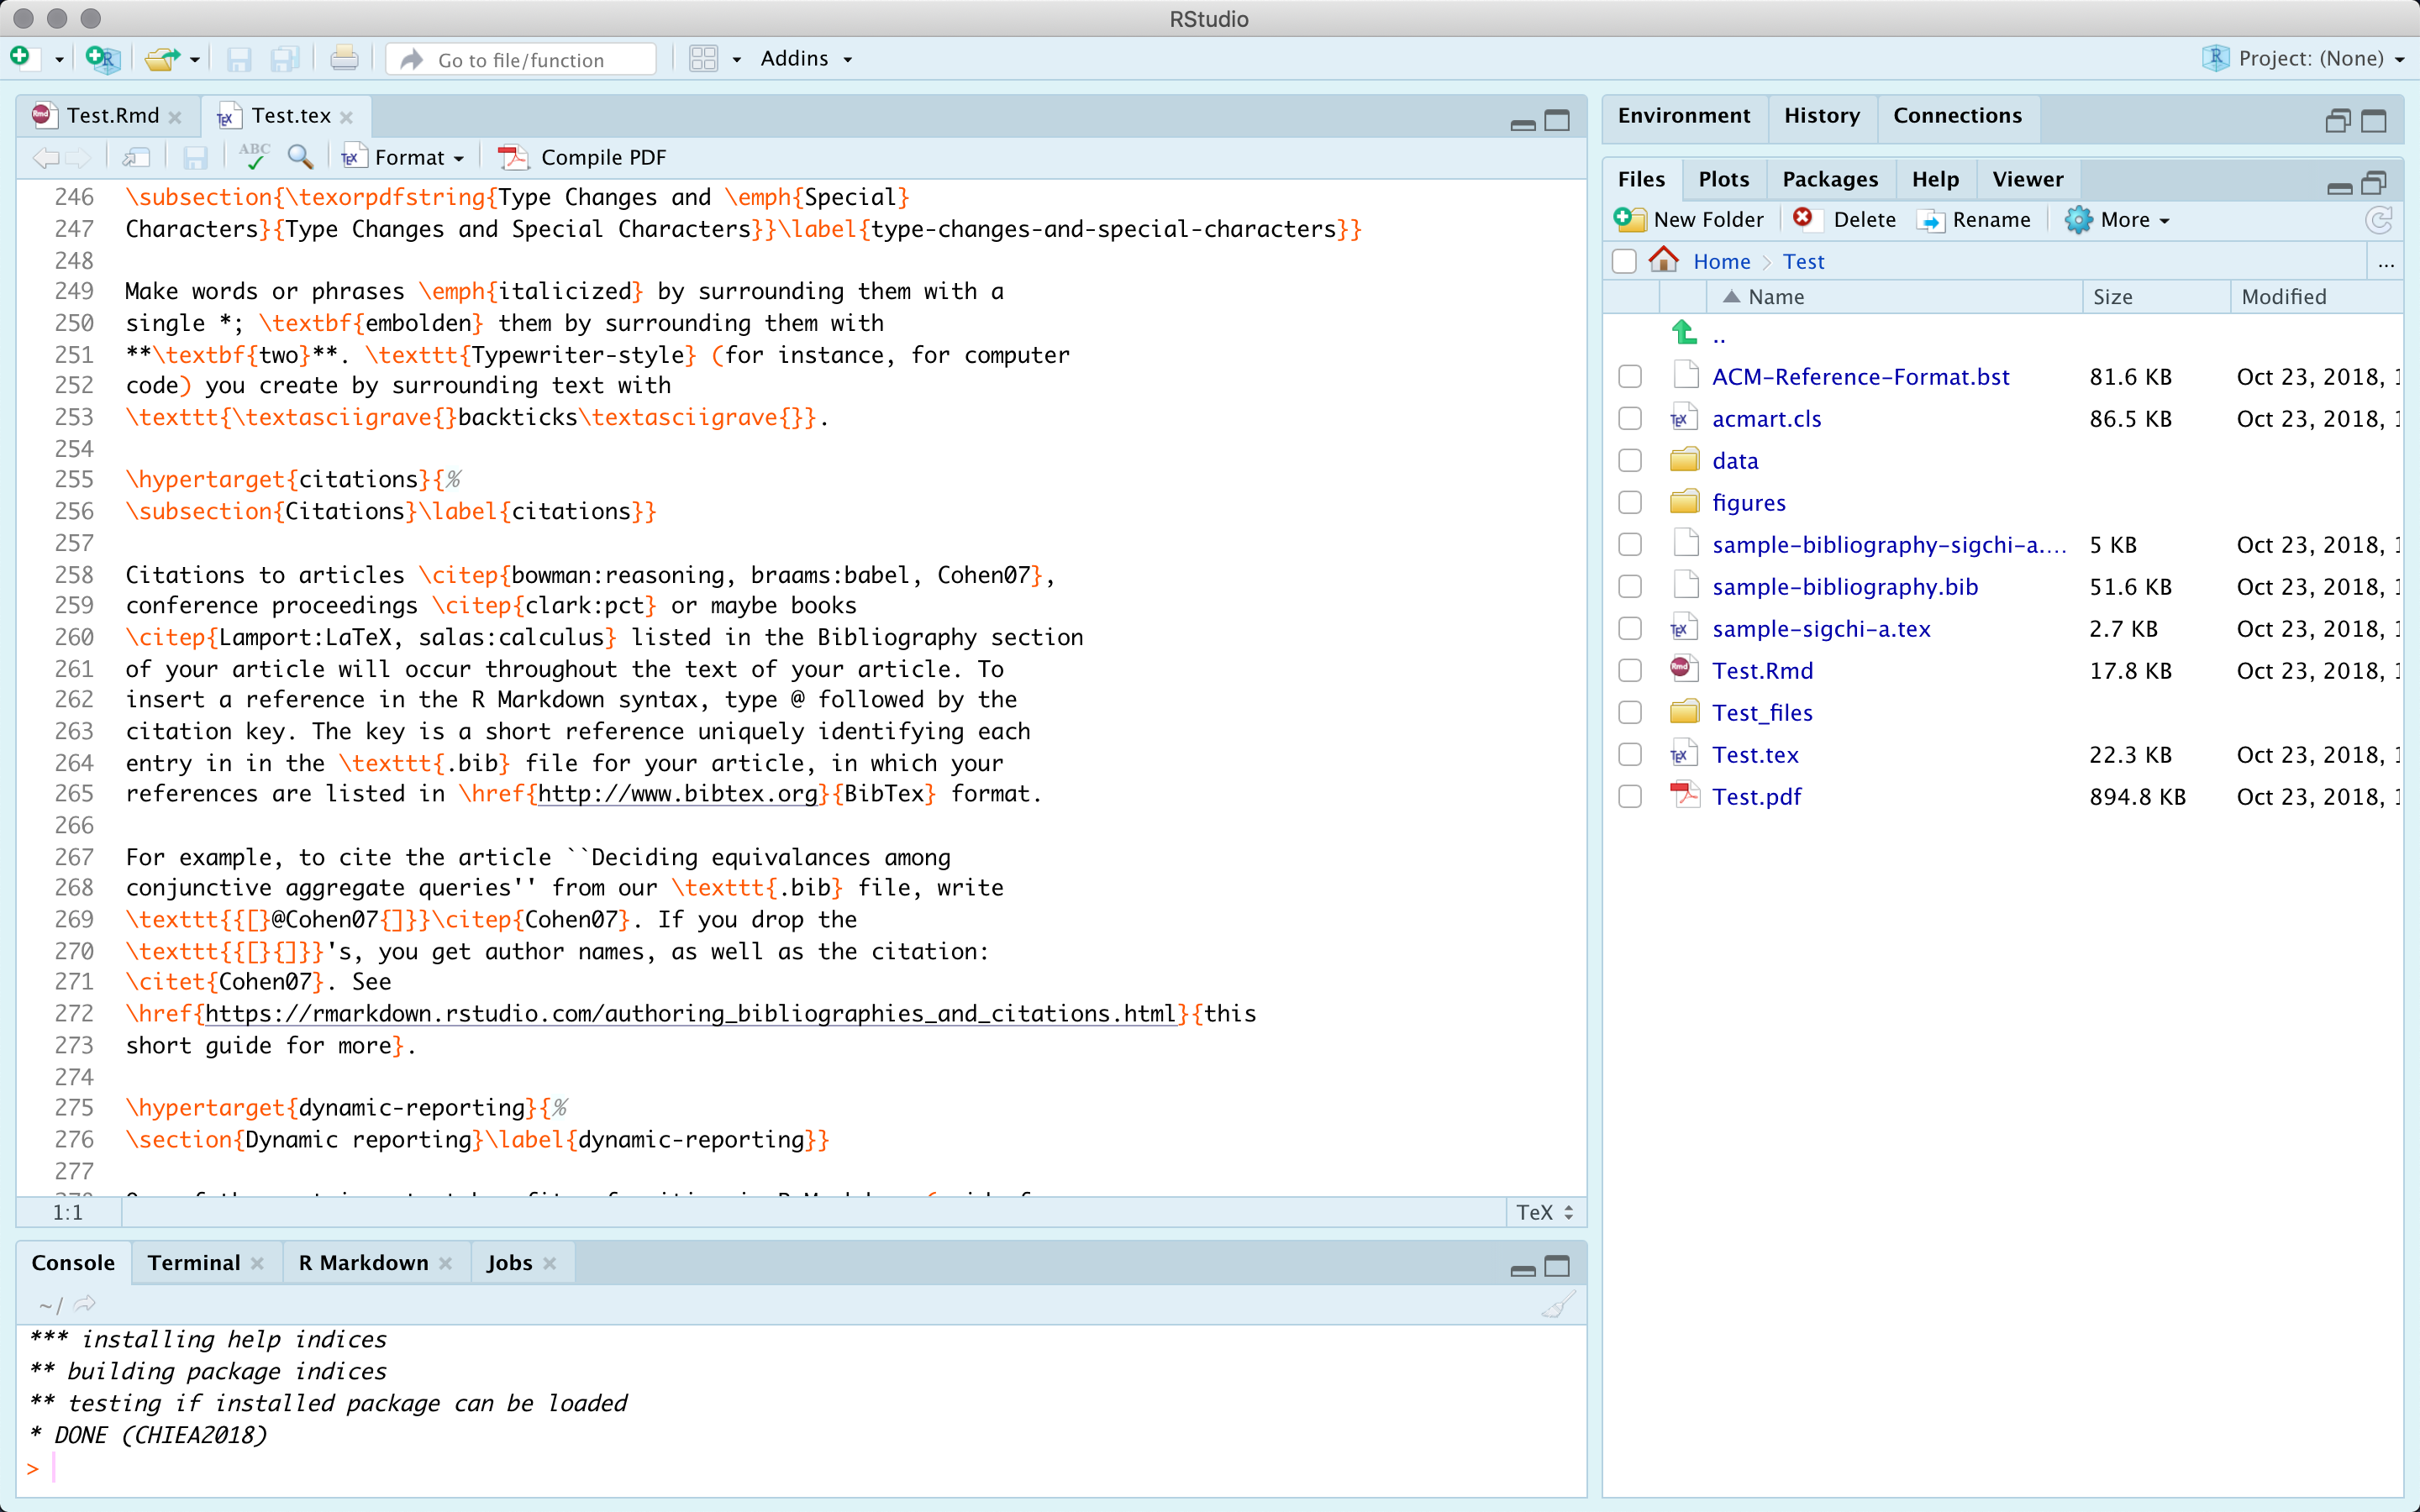 RStudio
Go to file/function
Addins
Project: (None)
Test.Rmd
Test.tex
ABC
Format
Compile PDF
246 \subsection{\texorpdfstring{Type Changes and \emph{Special}
247 Characters}{Type Changes and Special Characters}}\label{type-changes-and-special-characters}}
248
249 Make words or phrases \emph{italicized} by surrounding them with a
250 single *; \textbf{embolden} them by surrounding them with
251 **\textbf{two}**. \texttt{Typewriter-style} (for instance, for computer
252 code) you create by surrounding text with
253 \texttt{\textasciigrave{}backticks\textasciigrave{}}.
254
255 \hypertarget{citations}{%
256 \subsection{Citations}\label{citations}}
257
258 Citations to articles \citep{bowman:reasoning, braams:babel, Cohen07},
259 conference proceedings \citep{clark:pct} or maybe books
260 \citep{Lamport:LaTeX, salas:calculus} listed in the Bibliography section
261 of your article will occur throughout the text of your article. To
262 insert a reference in the R Markdown syntax, type @ followed by the
263 citation key. The key is a short reference uniquely identifying each
264 entry in in the \texttt{.bib} file for your article, in which your
265 references are listed in \href{http://www.bibtex.org}{BibTex} format.
266
267 For example, to cite the article ``Deciding equivalances among
268 conjunctive aggregate queries'' from our \texttt{.bib} file, write
269 \texttt{{[}@Cohen07{]}}\citep{Cohen07}. If you drop the
270 \texttt{{[}{]}}'s, you get author names, as well as the citation:
271 \citet{Cohen07}. See
272 \href{https://rmarkdown.rstudio.com/authoring_bibliographies_and_citations.html}{this
273 short guide for more}.
274
275 \hypertarget{dynamic-reporting}{%
276 \section{Dynamic reporting}\label{dynamic-reporting}}
277
1:1
TeX
Console
Terminal
R Markdown
Jobs
~/
*** installing help indices
** building package indices
** testing if installed package can be loaded
* DONE (CHIEA2018)
>
Environment
History
Connections
Files
Plots
Packages
Help
Viewer
New Folder
Delete
Rename
More
Home
Test
...
Name
Size
Modified
..
ACM-Reference-Format.bst 81.6 KB Oct 23, 2018, 1
acmart.cls 86.5 KB Oct 23, 2018, 1
data
figures
sample-bibliography-sigchi-a.... 5 KB Oct 23, 2018, 1
sample-bibliography.bib 51.6 KB Oct 23, 2018, 1
sample-sigchi-a.tex 2.7 KB Oct 23, 2018, 1
Test.Rmd 17.8 KB Oct 23, 2018, 1
Test_files
Test.tex 22.3 KB Oct 23, 2018, 1
Test.pdf 894.8 KB Oct 23, 2018, 1